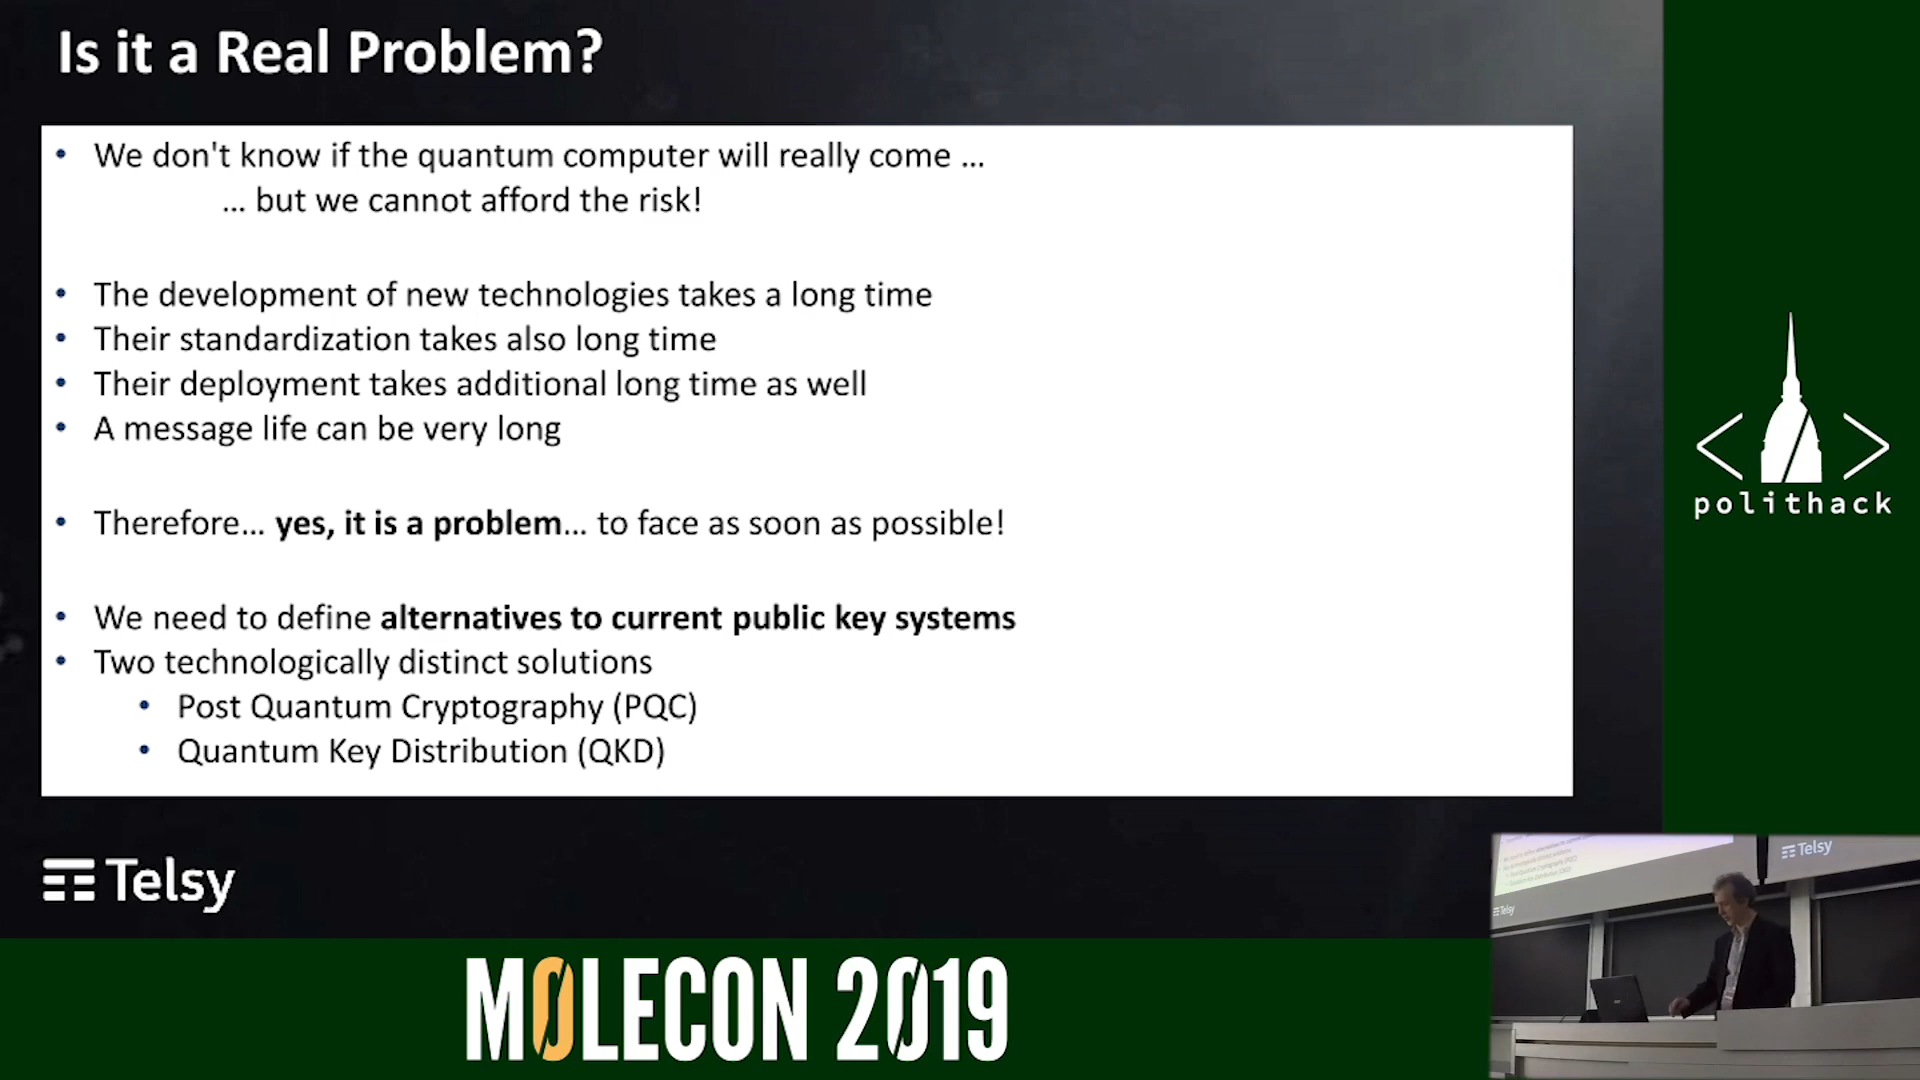 Is it a Real Problem?
• We don't know if the quantum computer will really come ...
... but we cannot afford the risk!
• The development of new technologies takes a long time
• Their standardization takes also long time
• Their deployment takes additional long time as well
• A message life can be very long
• Therefore... yes, it is a problem... to face as soon as possible!
• We need to define alternatives to current public key systems
• Two technologically distinct solutions
• Post Quantum Cryptography (PQC)
• Quantum Key Distribution (QKD)
polithack
Telsy
MOLECON 2019
Telsy
Telsy